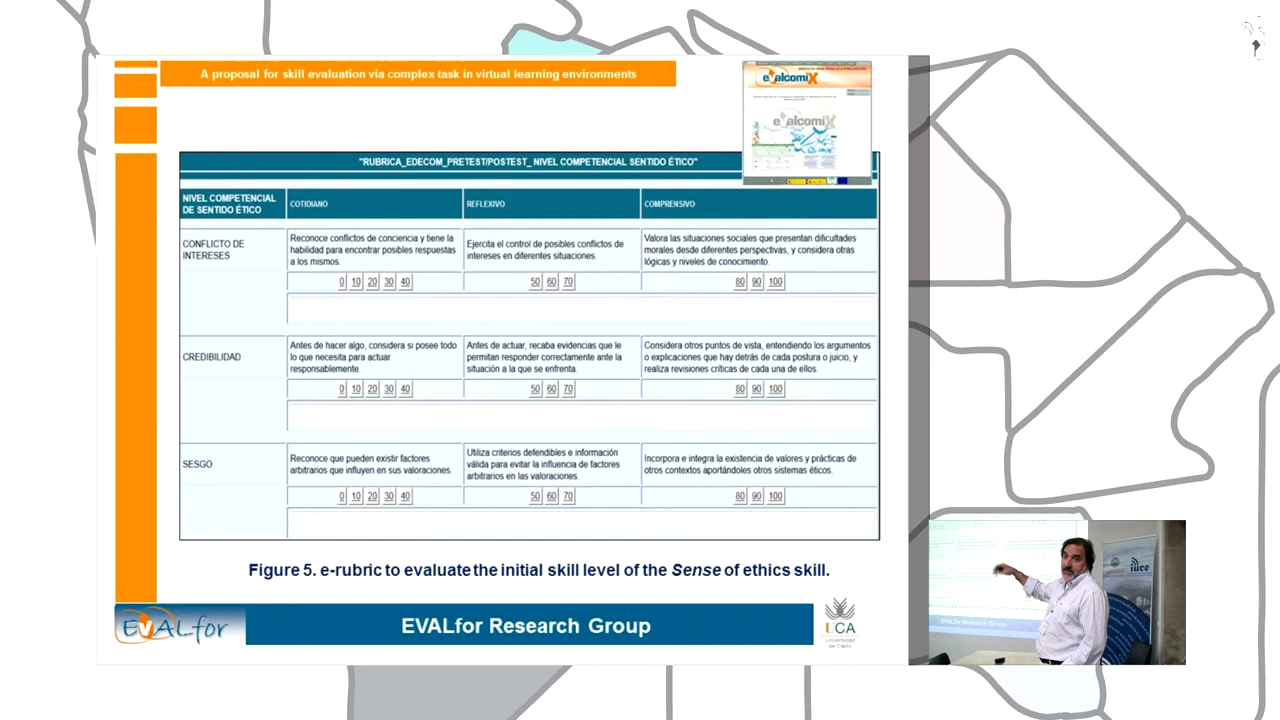 A proposal for skill evaluation via complex task in virtual learning environments
evalcomix
evalcomix
"RUBRICA_EDECOM_PRETEST/POSTEST_ NIVEL COMPETENCIAL SENTIDO ÉTICO"
NIVEL COMPETENCIAL
DE SENTIDO ÉTICO
COTIDIANO
REFLEXIVO
COMPRENSIVO
CONFLICTO DE
INTERESES
Reconoce conflictos de conciencia y tiene la
habilidad para encontrar posibles respuestas
a los mismos.
Ejercita el control de posibles conflictos de
intereses en diferentes situaciones.
Valora las situaciones sociales que presentan dificultades
morales desde diferentes perspectivas, y considera otras
lógicas y niveles de conocimiento.
0 10 20 30 40
50 60 70
80 90 100
CREDIBILIDAD
Antes de hacer algo, considera si posee todo
lo que necesita para actuar
responsablemente.
Antes de actuar, recaba evidencias que le
permitan responder correctamente ante la
situación a la que se enfrenta.
Considera otros puntos de vista, entendiendo los argumentos
o explicaciones que hay detrás de cada postura o juicio, y
realiza revisiones críticas de cada una de ellos.
0 10 20 30 40
50 60 70
80 90 100
SESGO
Reconoce que pueden existir factores
arbitrarios que influyen en sus valoraciones.
Utiliza criterios defendibles e información
válida para evitar la influencia de factores
arbitrarios en las valoraciones.
Incorpora e integra la existencia de valores y prácticas de
otros contextos aportándoles otros sistemas éticos.
0 10 20 30 40
50 60 70
80 90 100
Figure 5. e-rubric to evaluate the initial skill level of the Sense of ethics skill.
EVALfor
EVALfor Research Group
UCA
Universidad
de Cádiz
EVALfor Research Group
iuce